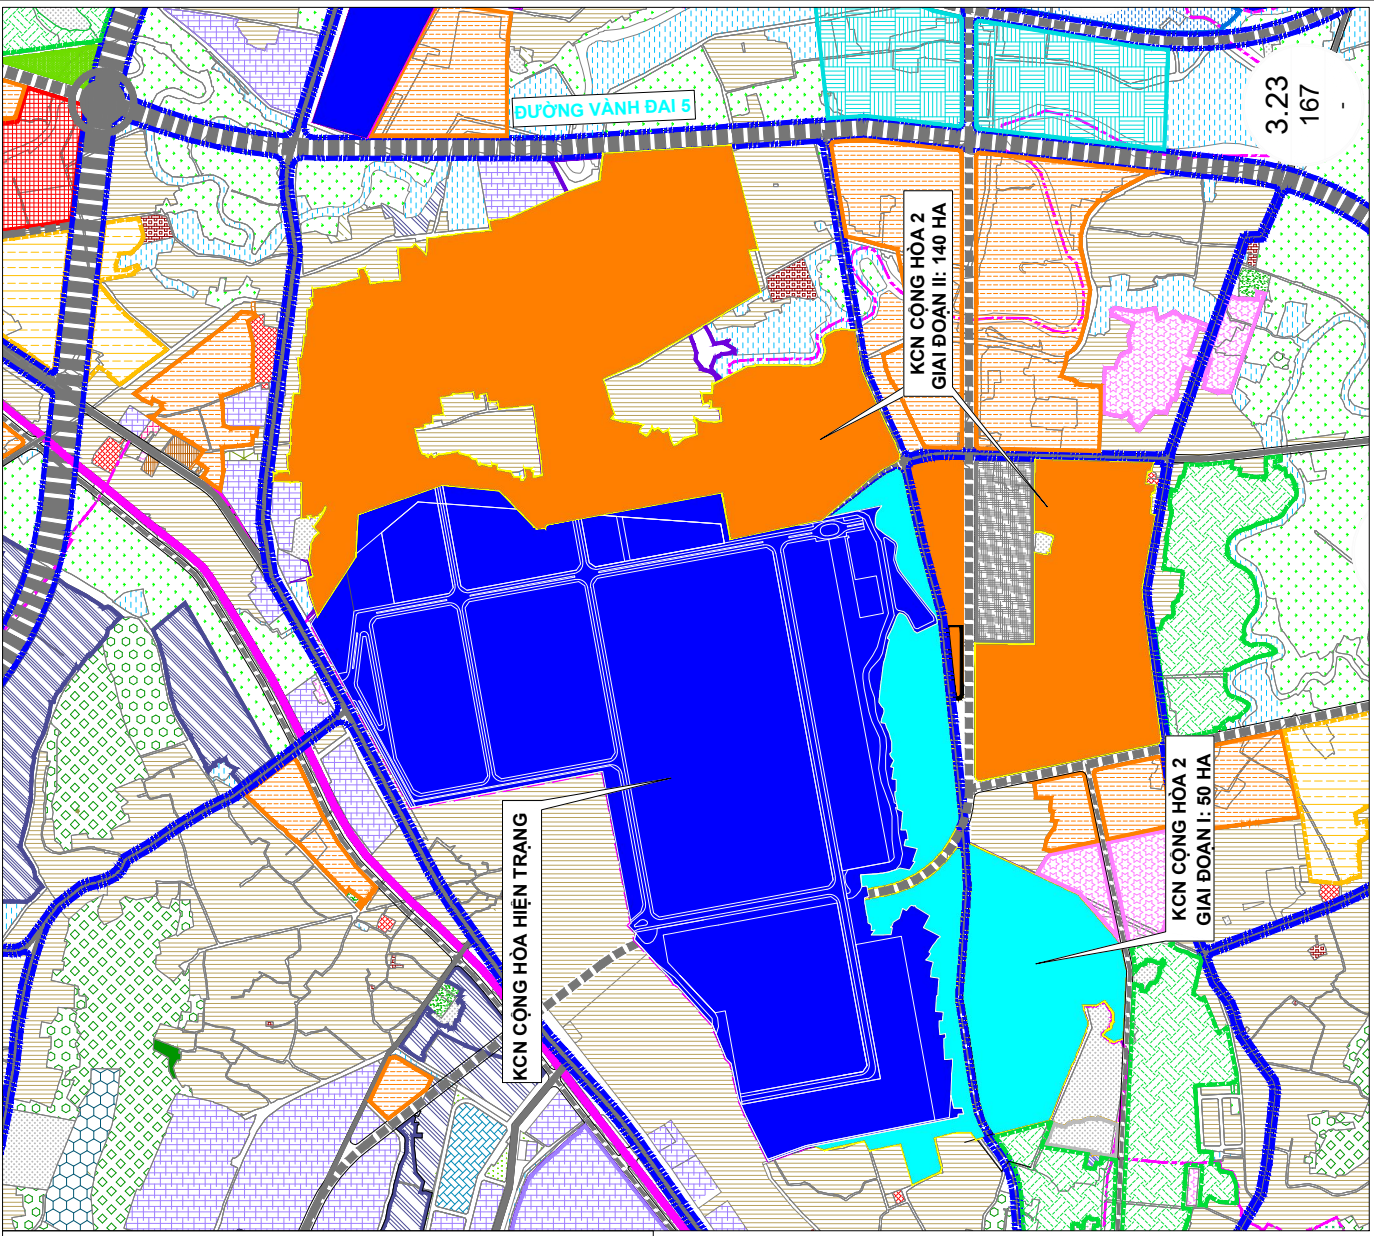 ĐƯỜNG VÀNH ĐAI 5
3.23
167
-
KCN CỘNG HÒA 2
GIAI ĐOẠN II: 140 HA
KCN CỘNG HÒA HIỆN TRẠNG
KCN CỘNG HÒA 2
GIAI ĐOẠN I: 50 HA